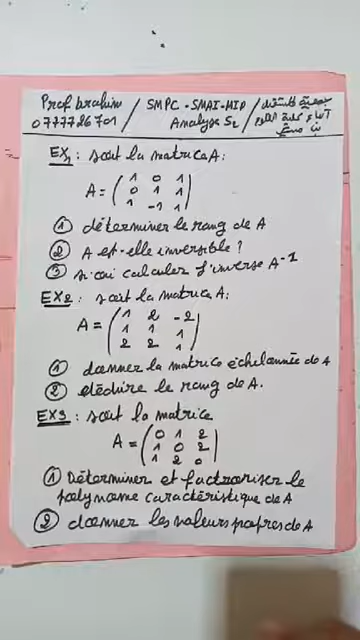 Prof brahim / SMPC - SMAI - MIP /
0777726701 / Analyse S2 /
EX1 : soit la matrice A :
A = ( 1 0 1
0 1 1
1 -1 1 )
① déterminer le rang de A
② A est-elle inversible ?
③ si oui calculer l'inverse A-1
EX2 : soit la matrice A :
A = ( 1 2 -2
1 1 1
2 2 1 )
① donner la matrice échelonnée de A
② déduire le rang de A.
EX3 : soit la matrice
A = ( 0 1 2
1 0 2
1 2 0 )
① Déterminer et factoriser le
polynome caractéristique de A
② donner les valeurs propres de A